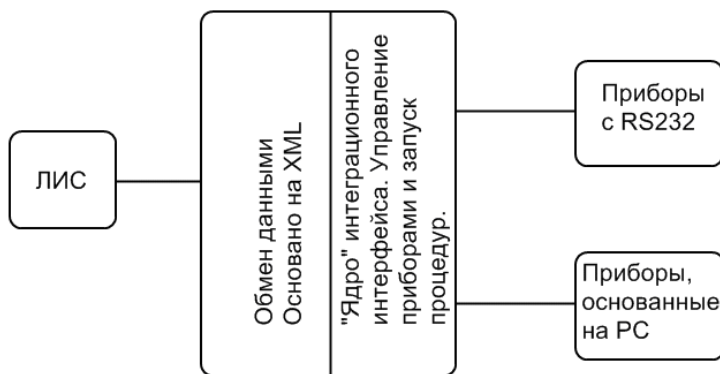 ЛИС
Обмен данными
Основано на XML
"Ядро" интеграционного
интерфейса. Управление
приборами и запуск
процедур.
Приборы
с RS232
Приборы,
основанные
на PC